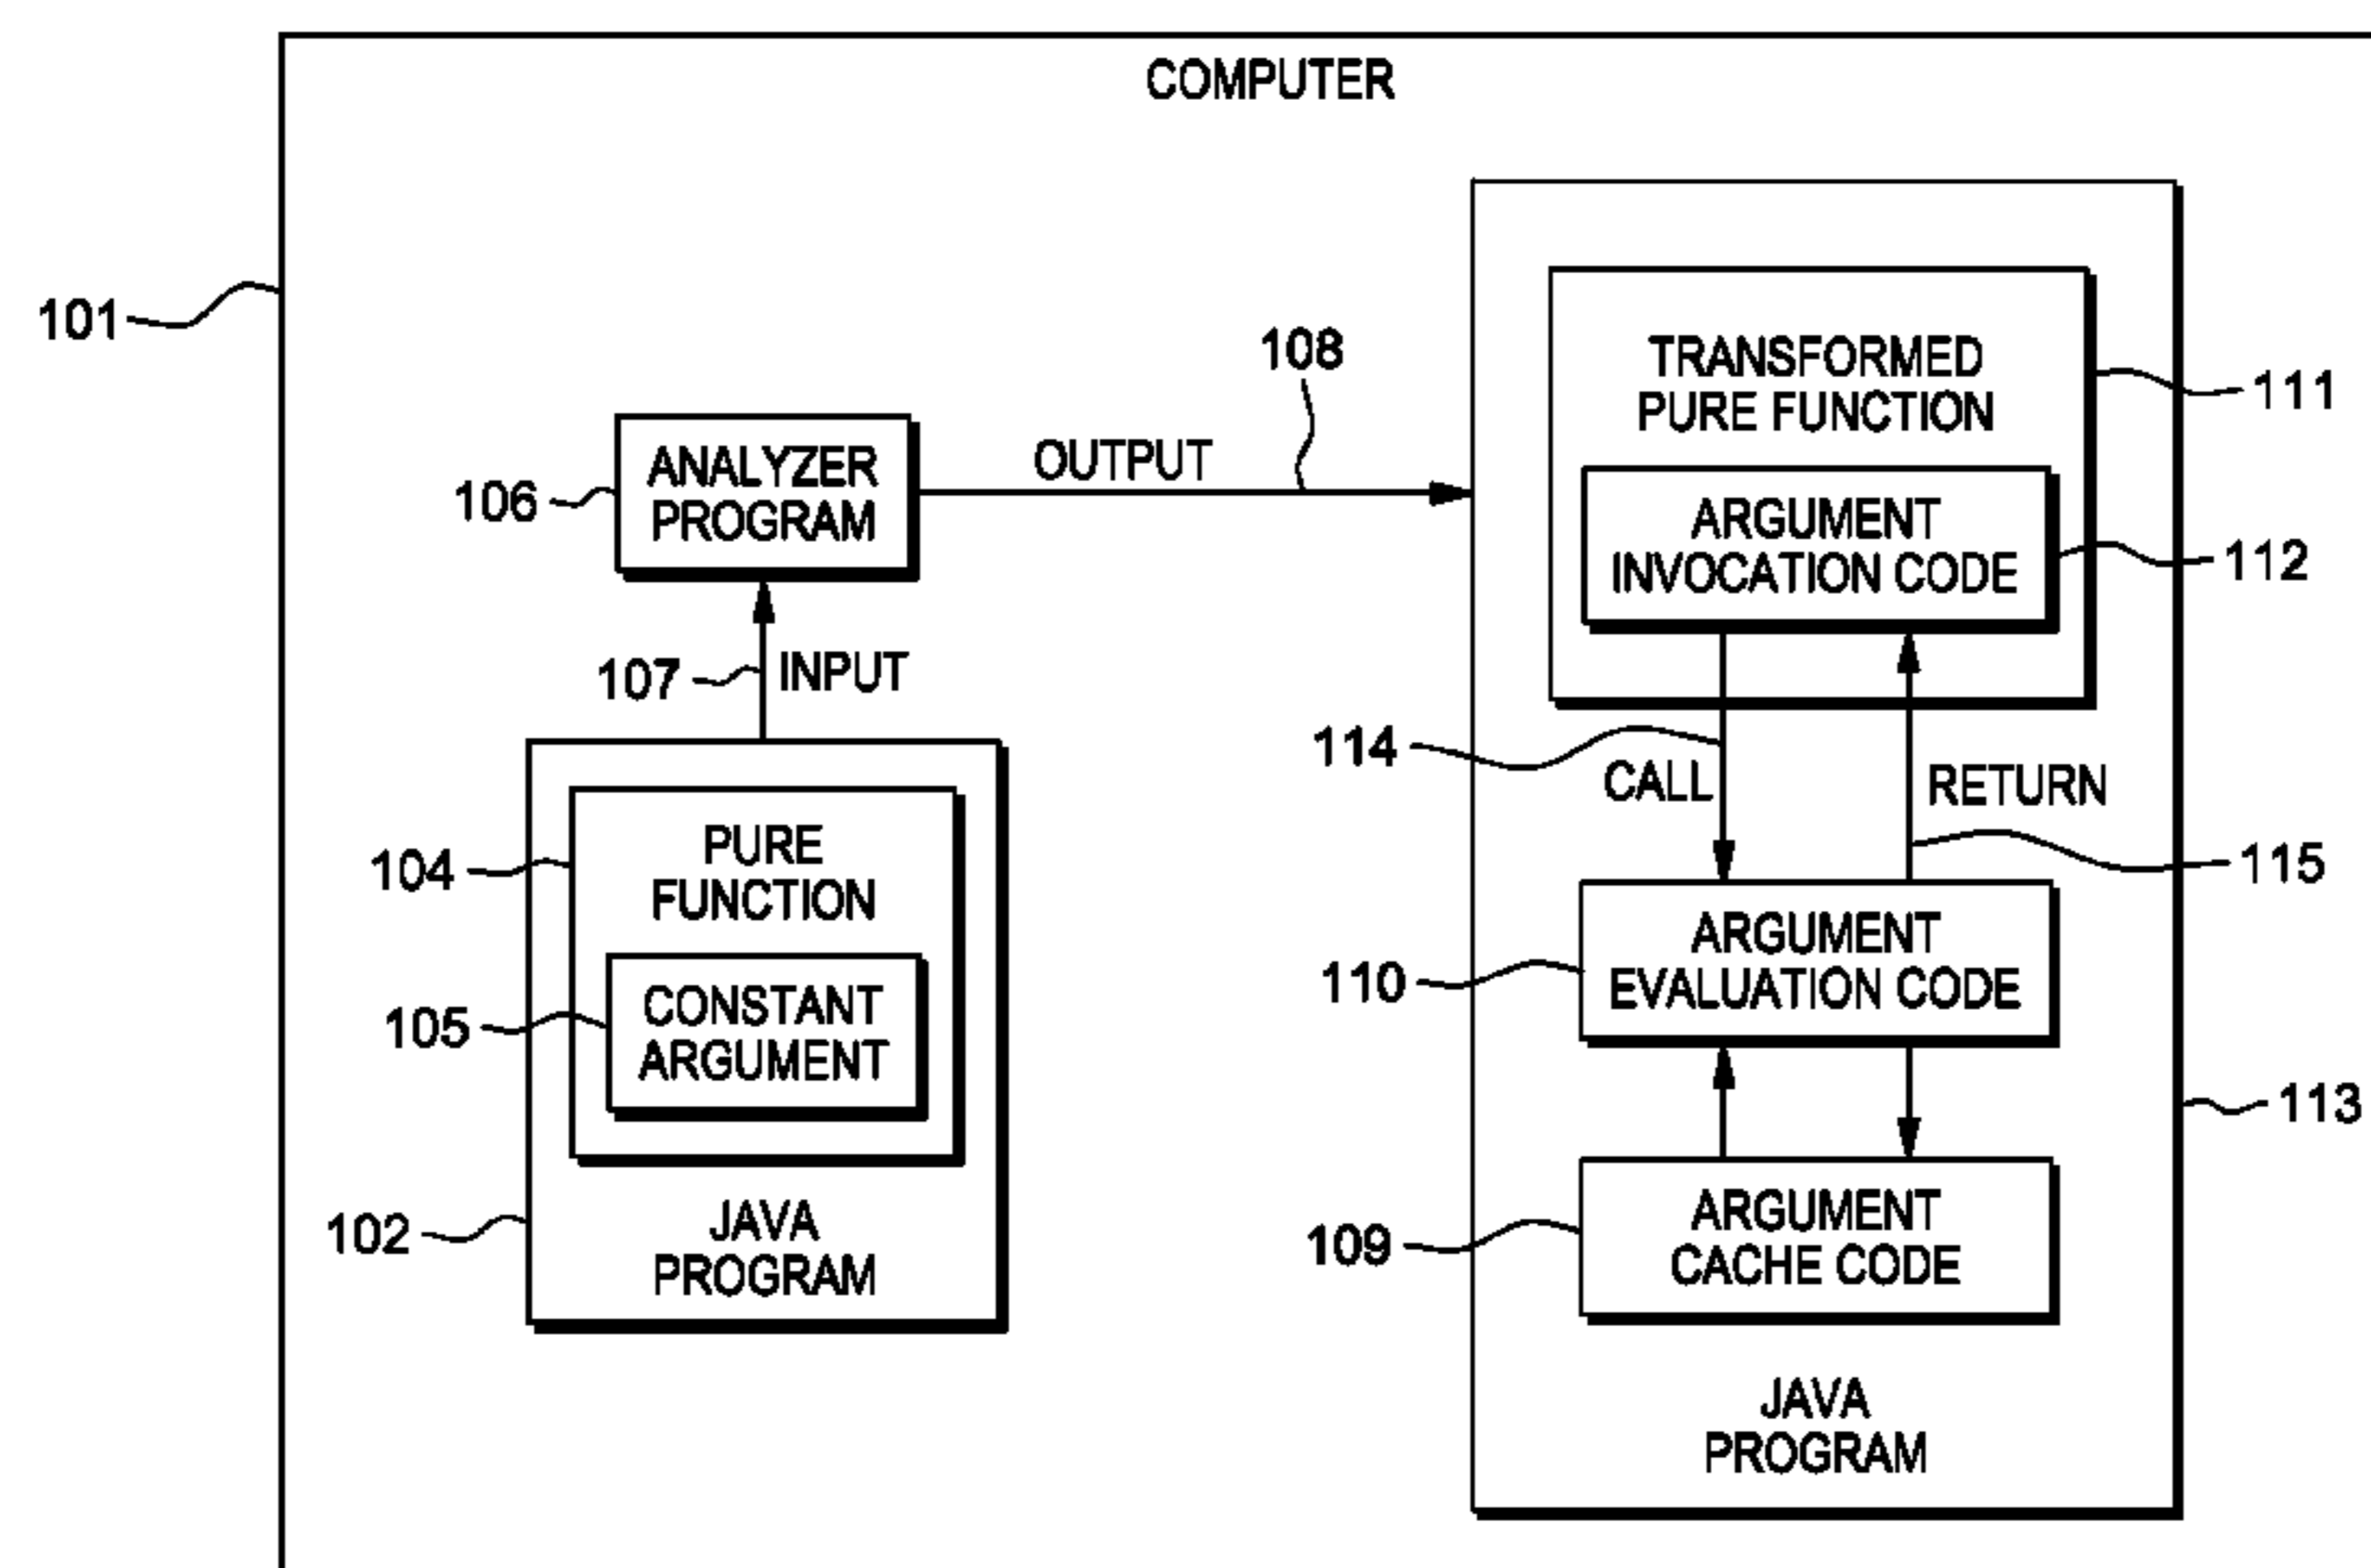 COMPUTER
101
108
TRANSFORMED
PURE FUNCTION
111
ANALYZER
PROGRAM
106
OUTPUT
ARGUMENT
INVOCATION CODE
112
107
INPUT
114
CALL
RETURN
115
PURE
FUNCTION
104
ARGUMENT
EVALUATION CODE
110
CONSTANT
ARGUMENT
105
113
JAVA
PROGRAM
102
ARGUMENT
CACHE CODE
109
JAVA
PROGRAM